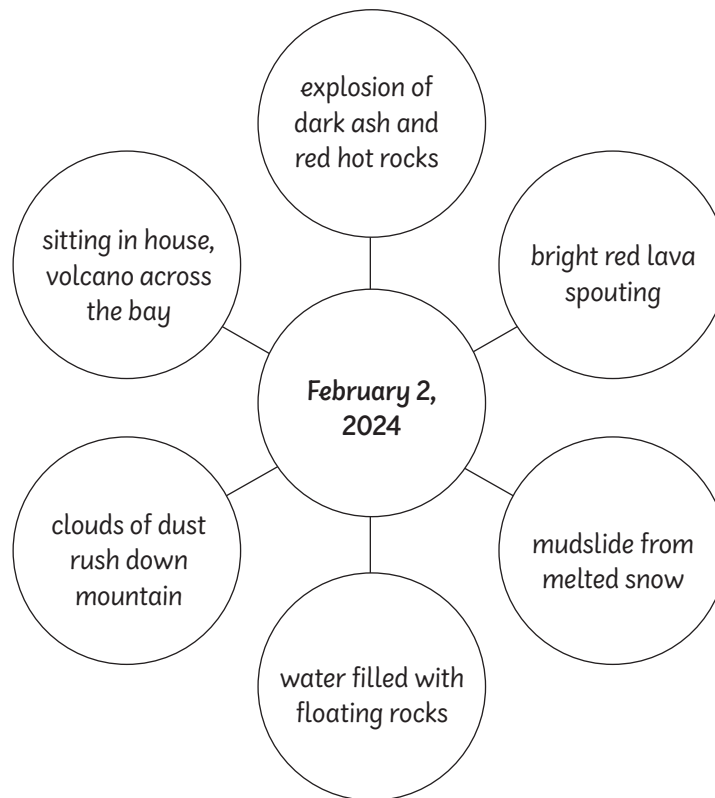 explosion of
dark ash and
red hot rocks
sitting in house,
volcano across
the bay
bright red lava
spouting
February 2,
2024
clouds of dust
rush down
mountain
mudslide from
melted snow
water filled with
floating rocks